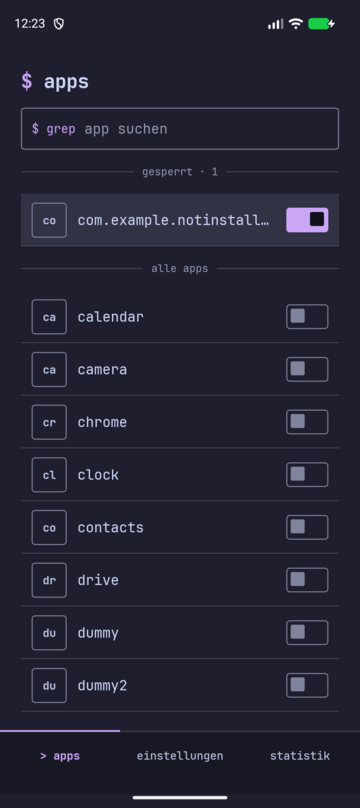 12:23
$ apps
$ grep app suchen
gesperrt · 1
co com.example.notinstall…
alle apps
ca calendar
ca camera
cr chrome
cl clock
co contacts
dr drive
du dummy
du dummy2
> apps einstellungen statistik